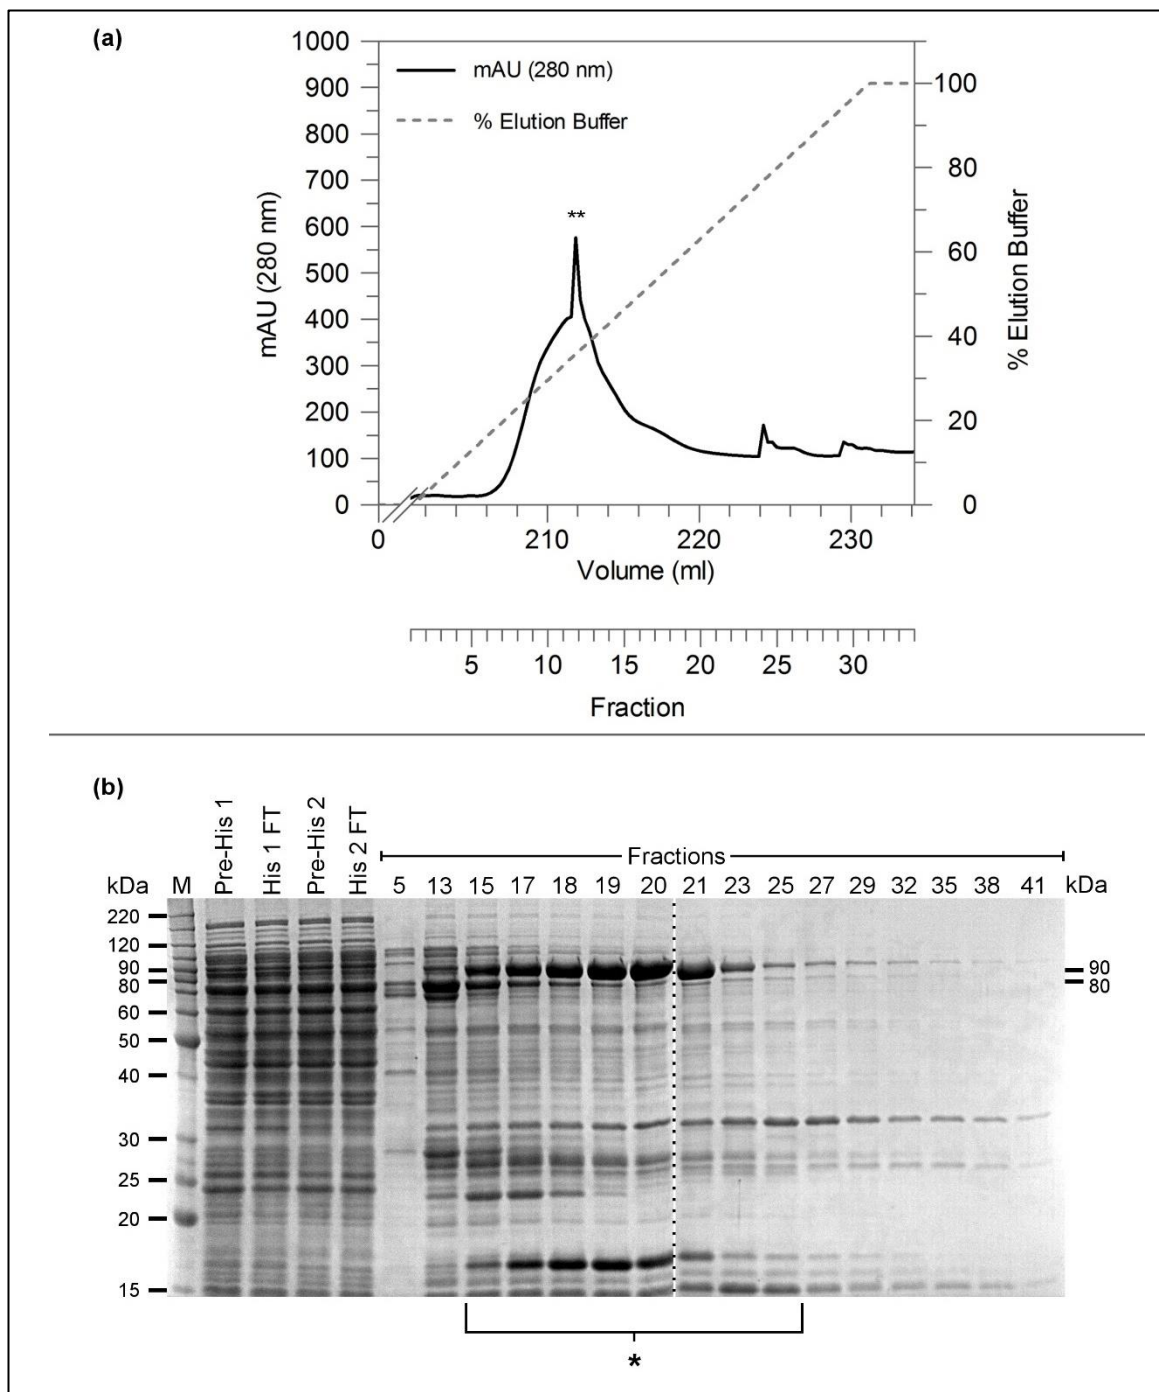 (a)
1000
900
800
700
600
500
400
300
200
100
0
mAU (280 nm)
mAU (280 nm)
% Elution Buffer
**
100
80
60
40
20
0
% Elution Buffer
0 210 220 230
Volume (ml)
5 10 15 20 25 30
Fraction
(b)
Pre-His 1
His 1 FT
Pre-His 2
His 2 FT
Fractions
kDa M 5 13 15 17 18 19 20 21 23 25 27 29 32 35 38 41 kDa
220
120
90
80
60
50
40
30
25
20
15
90
80
*